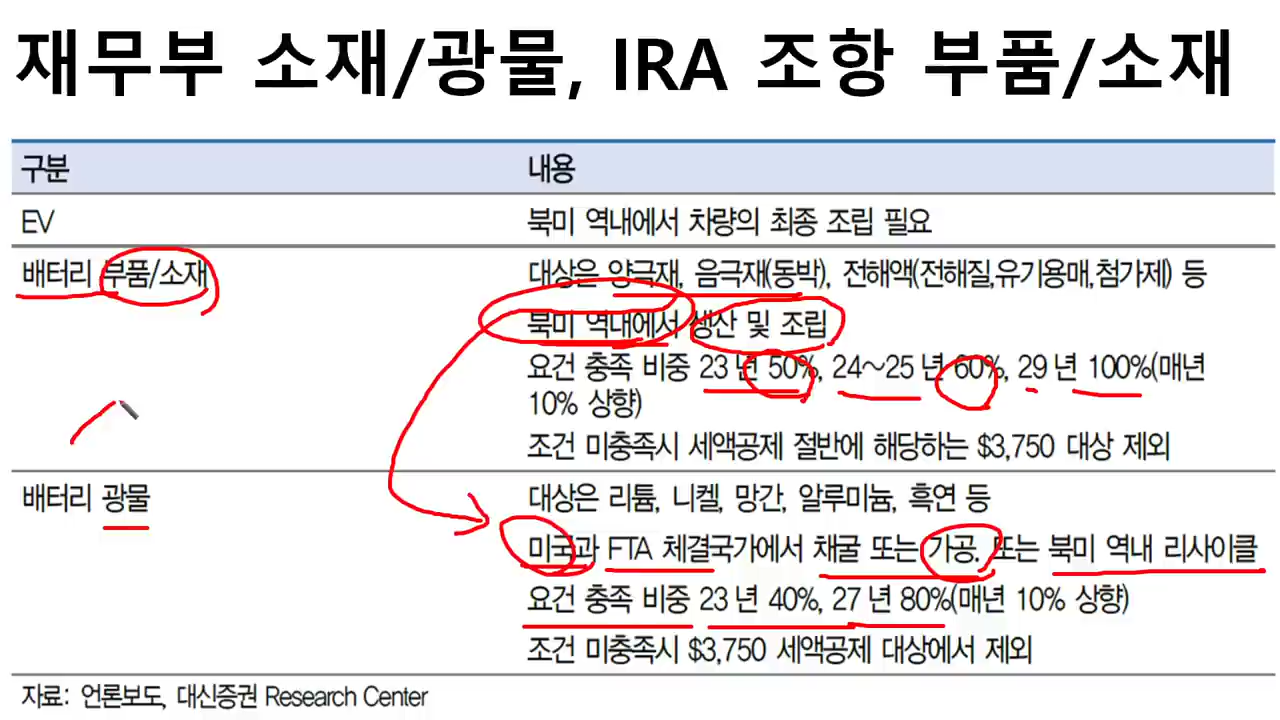 재무부 소재/광물, IRA 조항 부품/소재
구분 내용
EV 북미 역내에서 차량의 최종 조립 필요
배터리 부품/소재 대상은 양극재, 음극재(동박), 전해액(전해질,유기용매,첨가제) 등
북미 역내에서 생산 및 조립
요건 충족 비중 23년 50%, 24~25년 60%, 29년 100%(매년
10% 상향)
조건 미충족시 세액공제 절반에 해당하는 $3,750 대상 제외
배터리 광물 대상은 리튬, 니켈, 망간, 알루미늄, 흑연 등
미국과 FTA 체결국가에서 채굴 또는 가공. 또는 북미 역내 리사이클
요건 충족 비중 23년 40%, 27년 80%(매년 10% 상향)
조건 미충족시 $3,750 세액공제 대상에서 제외
자료: 언론보도, 대신증권 Research Center